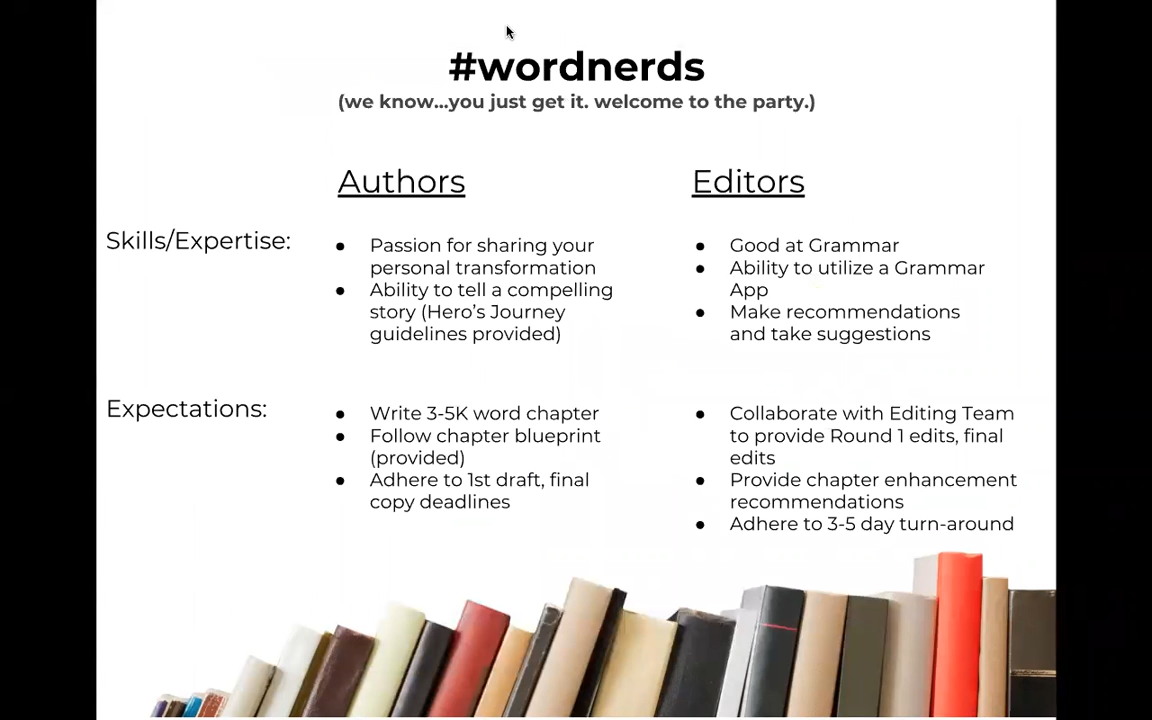 #wordnerds
(we know...you just get it. welcome to the party.)
Authors
Editors
Skills/Expertise:
● Passion for sharing your
personal transformation
● Ability to tell a compelling
story (Hero's Journey
guidelines provided)
● Good at Grammar
● Ability to utilize a Grammar
App
● Make recommendations
and take suggestions
Expectations:
● Write 3-5K word chapter
● Follow chapter blueprint
(provided)
● Adhere to 1st draft, final
copy deadlines
● Collaborate with Editing Team
to provide Round 1 edits, final
edits
● Provide chapter enhancement
recommendations
● Adhere to 3-5 day turn-around